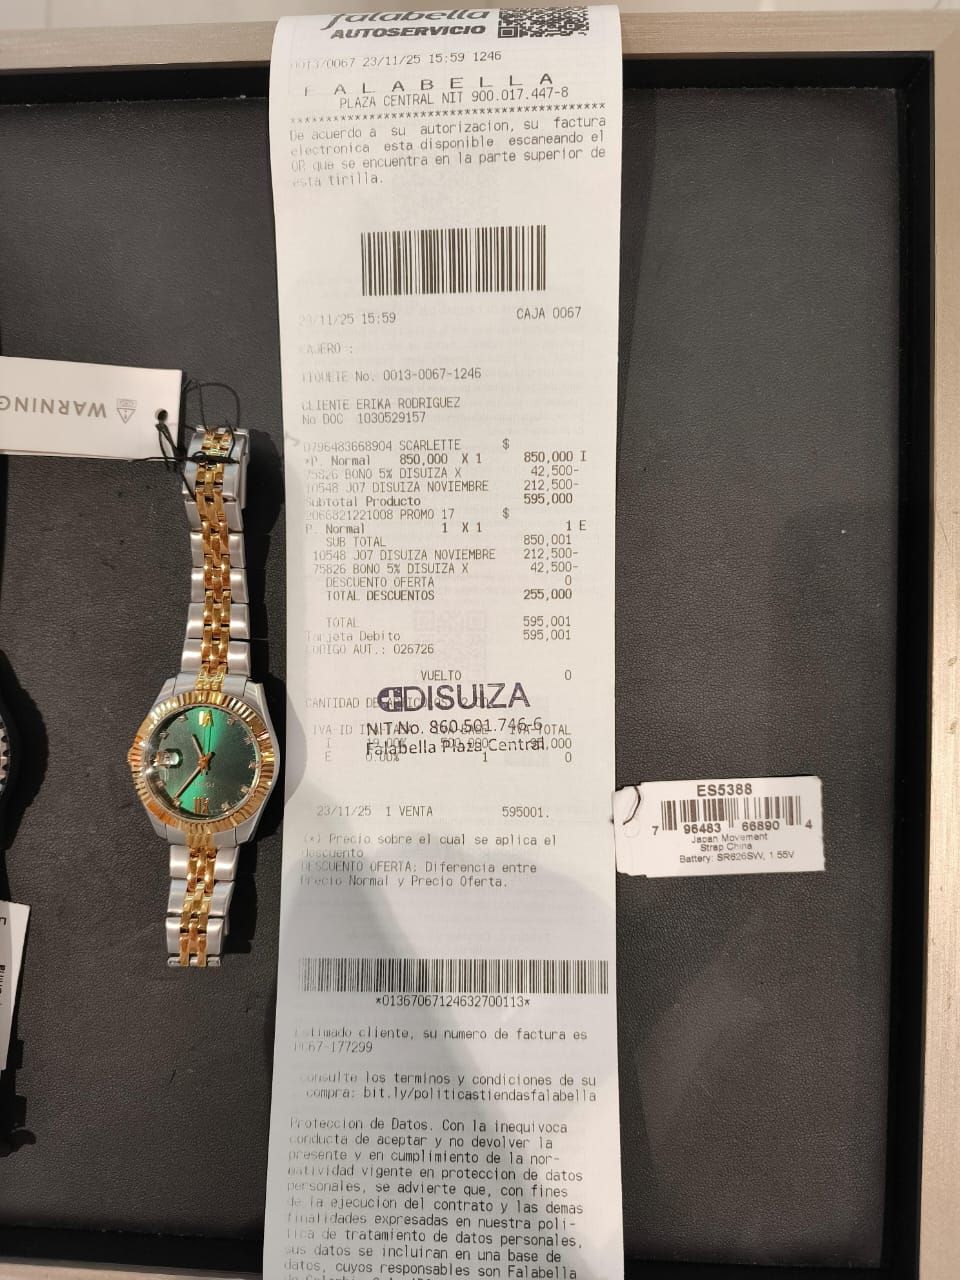 falabella
AUTOSERVICIO
0013/0067 23/11/25 15:59 1246
F A L A B E L L A
PLAZA CENTRAL NIT 900.017.447-8
**********************************************
De acuerdo a su autorizacion, su factura
electronica esta disponible escaneando el
QR que se encuentra en la parte superior de
esta tirilla.
23/11/25 15:59 CAJA 0067
CAJERO :
TIQUETE No. 0013-0067-1246
CLIENTE ERIKA RODRIGUEZ
No DOC 1030529157
0796483668904 SCARLETTE $
*P. Normal 850,000 X 1 850,000 I
75826 BONO 5% DISUIZA X 42,500-
10548 J07 DISUIZA NOVIEMBRE 212,500-
Subtotal Producto 595,000
2066821221008 PROMO 17 $
P. Normal 1 X 1 1 E
SUB TOTAL 850,001
10548 J07 DISUIZA NOVIEMBRE 212,500-
75826 BONO 5% DISUIZA X 42,500-
DESCUENTO OFERTA 0
TOTAL DESCUENTOS 255,000
TOTAL 595,001
Tarjeta Debito 595,001
CODIGO AUT.: 026726
VUELTO 0
DISUIZA
NIT.No. 860.501.746-6
Falabella Plaza Central
CANTIDAD DE
IVA ID IVA TOTAL
I 19.00%
E 0.00% 1 0
23/11/25 1 VENTA 595001.
(*) Precio sobre el cual se aplica el
descuento
DESCUENTO OFERTA: Diferencia entre
Precio Normal y Precio Oferta.
*01367067124632700113*
Estimado cliente, su numero de factura es
177299
Consulte los terminos y condiciones de su
compra: bit.ly/politicastiendasfalabella
Proteccion de Datos. Con la inequivoca
conducta de aceptar y no devolver la
presente y en cumplimiento de la nor-
matividad vigente en proteccion de datos
personales, se advierte que, con fines
de la ejecucion del contrato y las demas
finalidades expresadas en nuestra poli-
tica de tratamiento de datos personales,
sus datos se incluiran en una base de
datos, cuyos responsables son Falabella
WARNING
ES5388
7 96483 66890 4
Japan Movement
Strap China
Battery: SR626SW, 1.55V